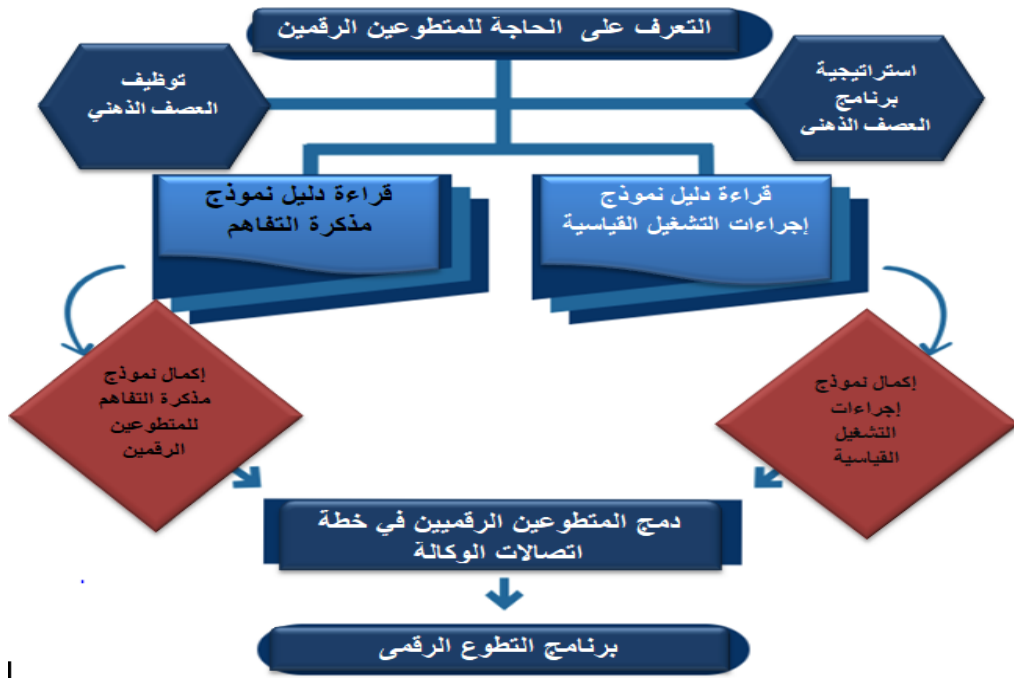 التعرف على الحاجة للمتطوعين الرقمين
استراتيجية
برنامج
العصف الذهنى
توظيف
العصف الذهني
قراءة دليل نموذج
إجراءات التشغيل القياسية
قراءة دليل نموذج
مذكرة التفاهم
إكمال نموذج
إجراءات
التشغيل
القياسية
إكمال نموذج
مذكرة التفاهم
للمتطوعين
الرقمين
دمج المتطوعين الرقميين في خطة
اتصالات الوكالة
برنامج التطوع الرقمى